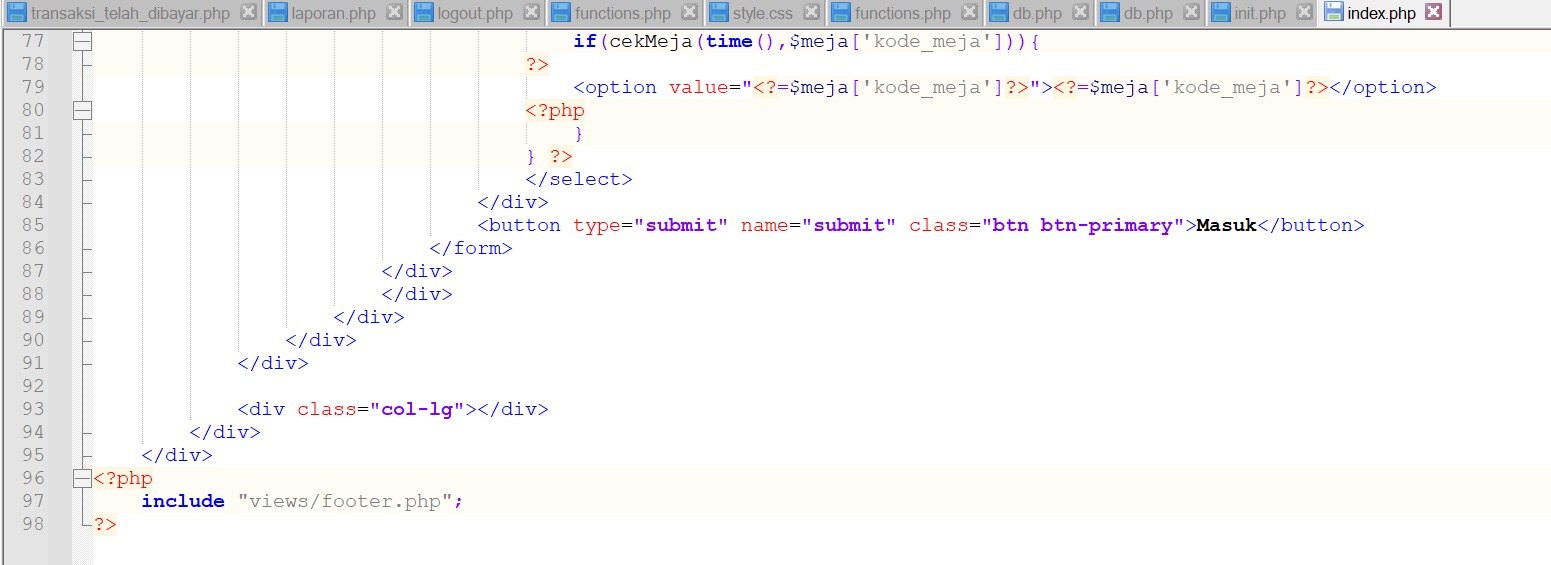 transaksi_telah_dibayar.php laporan.php logout.php functions.php style.css functions.php db.php db.php init.php index.php
77 if(cekMeja(time(),$meja['kode_meja'])){
78 ?>
79 <option value="<?=$meja['kode_meja']?>"><?=$meja['kode_meja']?></option>
80 <?php
81 }
82 } ?>
83 </select>
84 </div>
85 <button type="submit" name="submit" class="btn btn-primary">Masuk</button>
86 </form>
87 </div>
88 </div>
89 </div>
90 </div>
91 </div>
92
93 <div class="col-lg"></div>
94 </div>
95 </div>
96 <?php
97 include "views/footer.php";
98 ?>